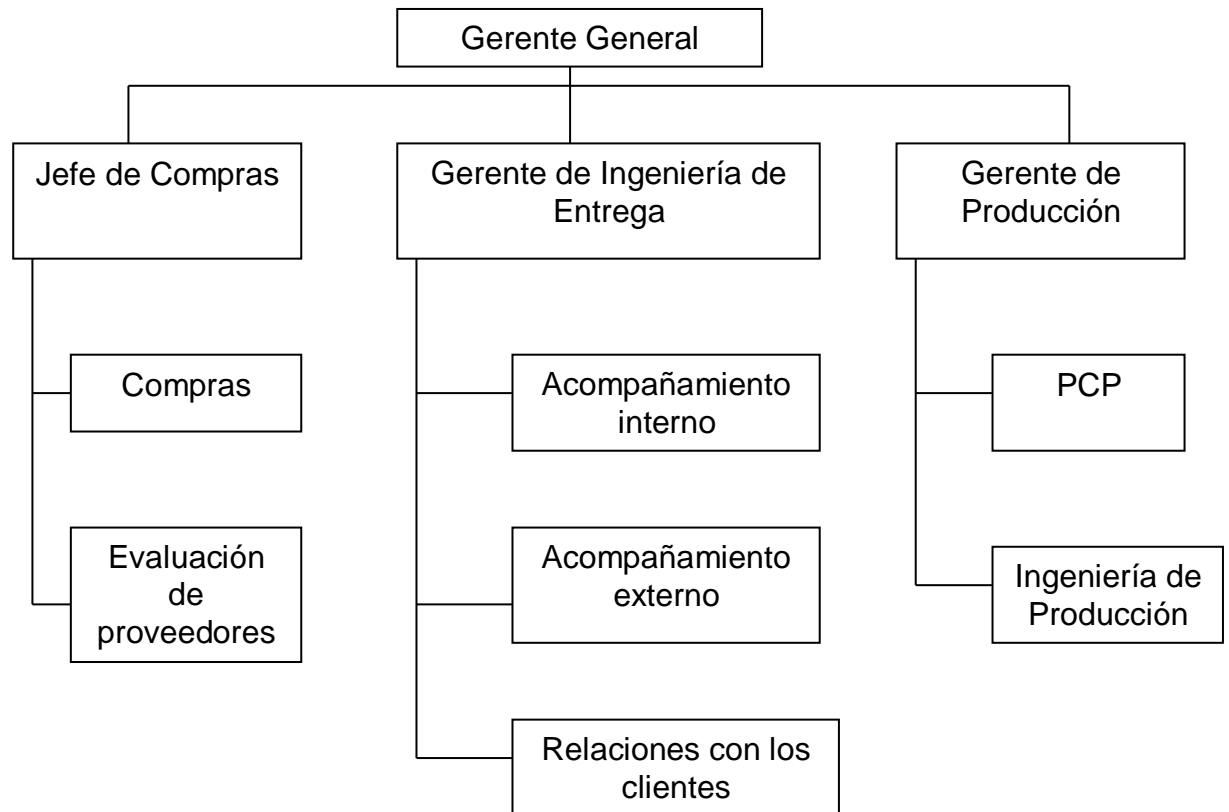 Gerente General
Jefe de Compras
Gerente de Ingeniería de
Entrega
Gerente de
Producción
Compras
Acompañamiento
interno
PCP
Evaluación
de
proveedores
Acompañamiento
externo
Ingeniería de
Producción
Relaciones con los
clientes